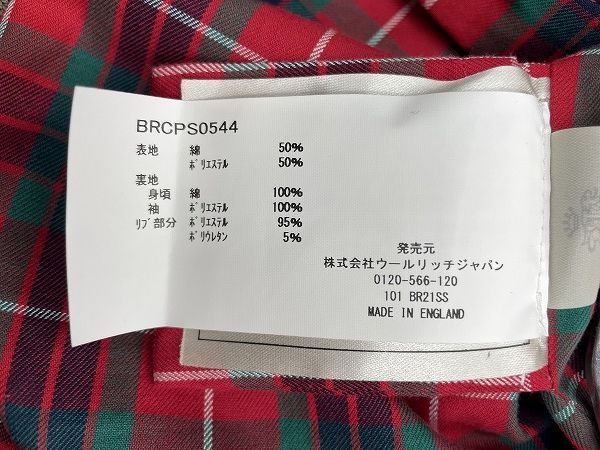 BRCPS0544
表地 綿 50%
ﾎﾟﾘｴｽﾃﾙ 50%
裏地
身頃 綿 100%
袖 ﾎﾟﾘｴｽﾃﾙ 100%
ﾘﾌﾞ部分 ﾎﾟﾘｴｽﾃﾙ 95%
ﾎﾟﾘｳﾚﾀﾝ 5%
発売元
株式会社ウールリッチジャパン
0120-566-120
101 BR21SS
MADE IN ENGLAND